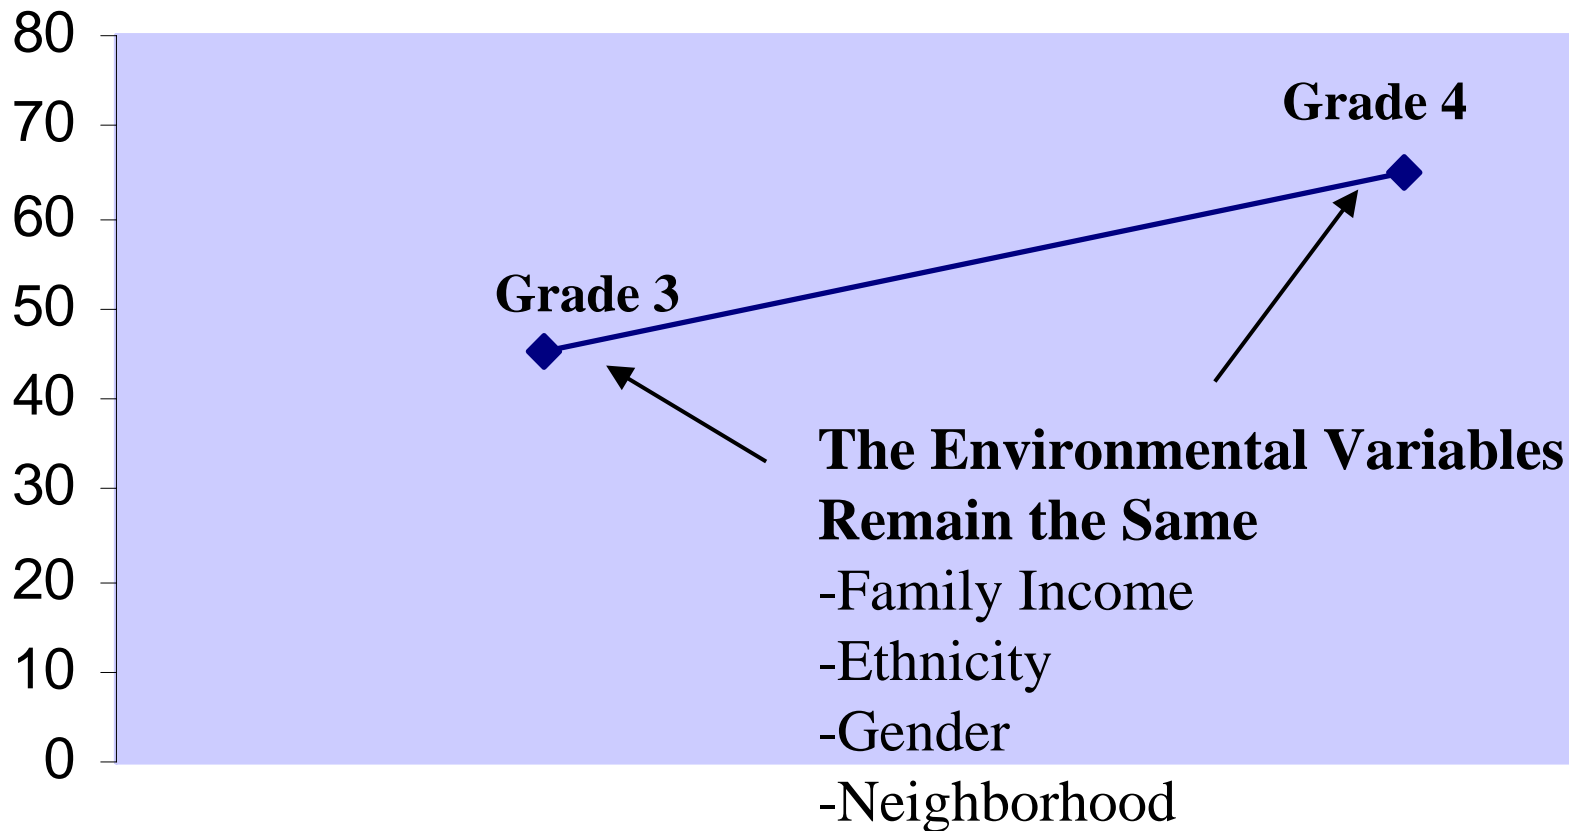 80
70
60
50
40
30
20
10
0
Grade 4
Grade 3
The Environmental Variables
Remain the Same
-Family Income
-Ethnicity
-Gender
-Neighborhood